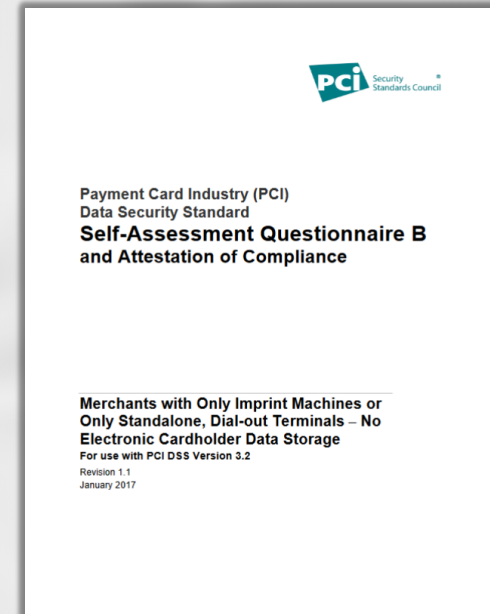 PCi Security ®
Standards Council
Payment Card Industry (PCI)
Data Security Standard
Self-Assessment Questionnaire B
and Attestation of Compliance
Merchants with Only Imprint Machines or
Only Standalone, Dial-out Terminals – No
Electronic Cardholder Data Storage
For use with PCI DSS Version 3.2
Revision 1.1
January 2017